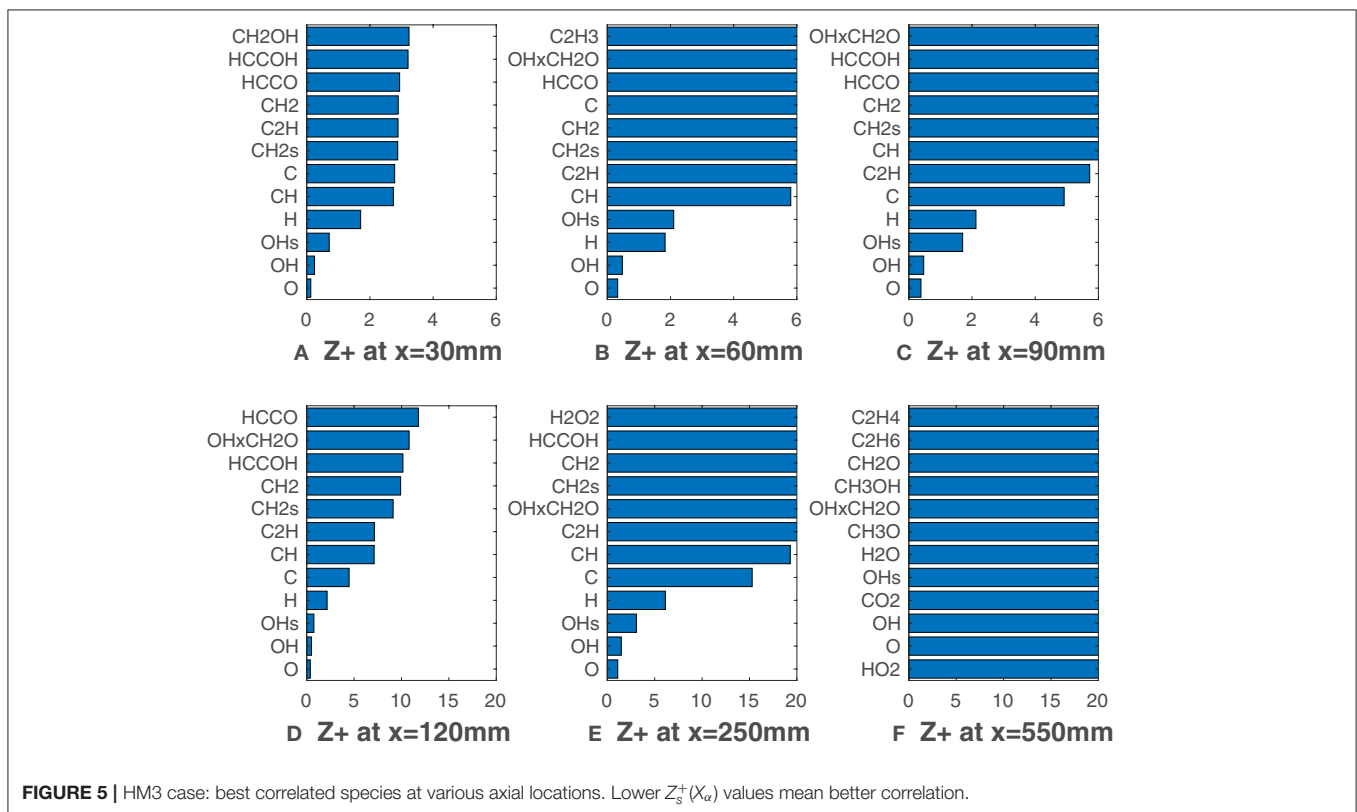 CH2OH
HCCOH
HCCO
CH2
C2H
CH2s
C
CH
H
OHs
OH
O
0 2 4 6
A Z+ at x=30mm
C2H3
OHxCH2O
HCCO
C
CH2
CH2s
C2H
CH
OHs
H
OH
O
0 2 4 6
B Z+ at x=60mm
OHxCH2O
HCCOH
HCCO
CH2
CH2s
CH
C2H
C
H
OHs
OH
O
0 2 4 6
C Z+ at x=90mm
HCCO
OHxCH2O
HCCOH
CH2
CH2s
C2H
CH
C
H
OHs
OH
O
0 5 10 15 20
D Z+ at x=120mm
H2O2
HCCOH
CH2
CH2s
OHxCH2O
C2H
CH
C
H
OHs
OH
O
0 5 10 15 20
E Z+ at x=250mm
C2H4
C2H6
CH2O
CH3OH
OHxCH2O
CH3O
H2O
OHs
CO2
OH
O
HO2
0 5 10 15 20
F Z+ at x=550mm
FIGURE 5 | HM3 case: best correlated species at various axial locations. Lower Z_s^+(X_α) values mean better correlation.